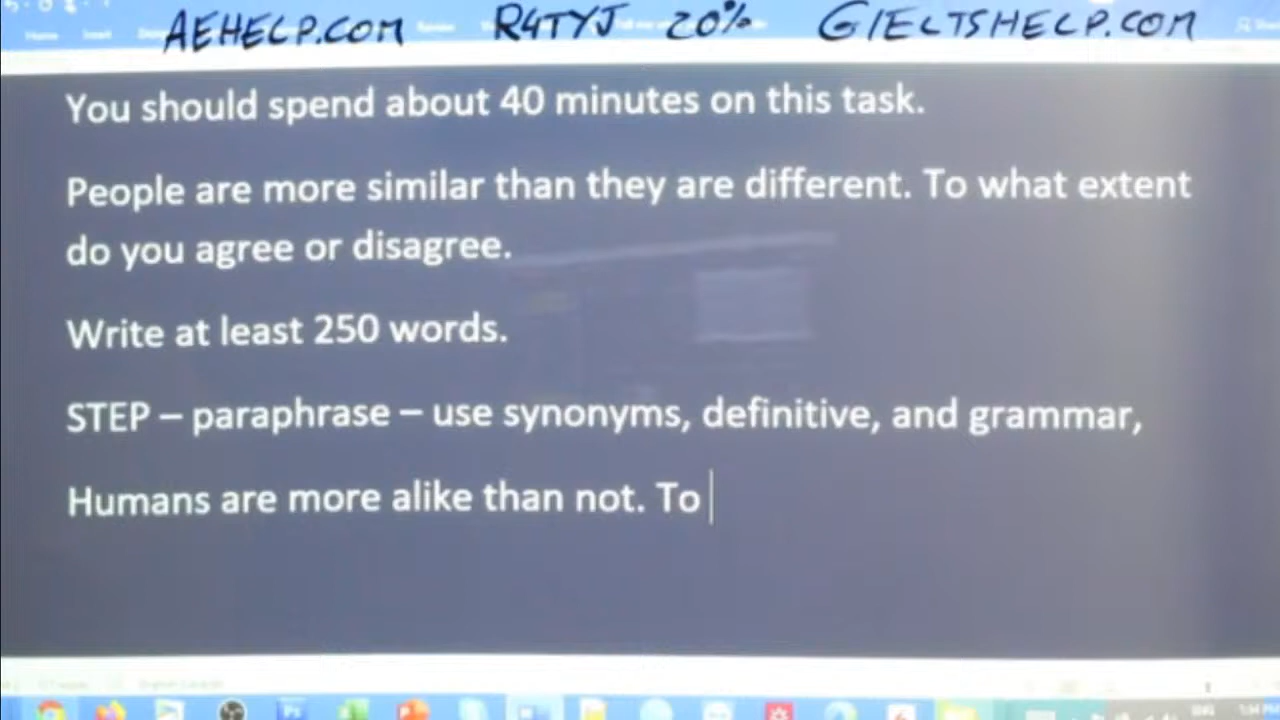 AEHELP.COM R4TYJ 20% GIELTSHELP.COM
You should spend about 40 minutes on this task.
People are more similar than they are different. To what extent
do you agree or disagree.
Write at least 250 words.
STEP – paraphrase – use synonyms, definitive, and grammar,
Humans are more alike than not. To